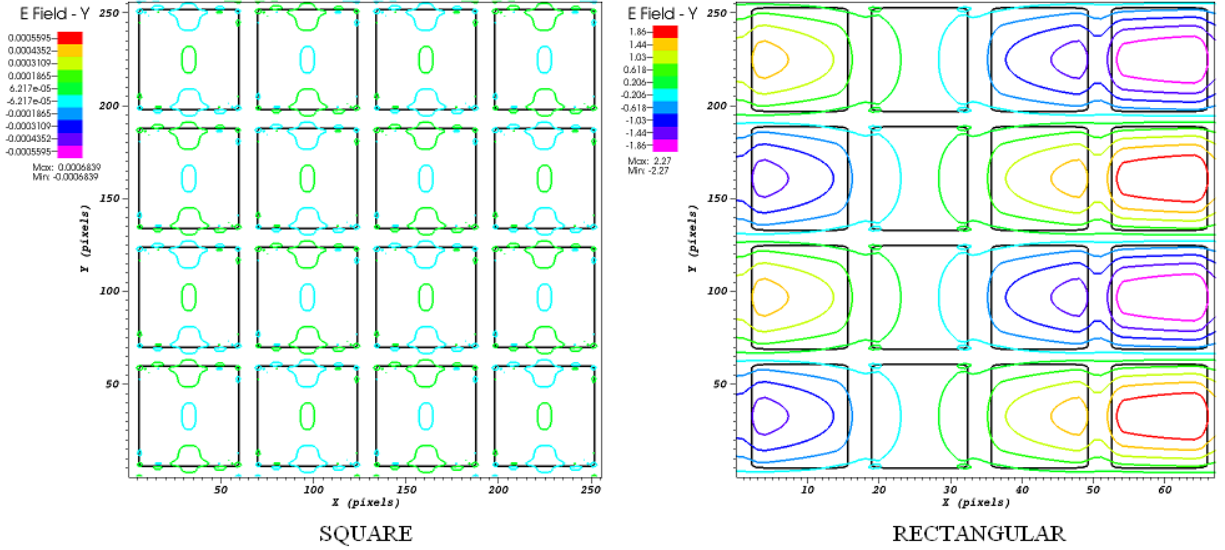 E Field - Y
0.0005595
0.0004352
0.0003109
0.0001865
6.217e-05
-6.217e-05
-0.0001865
-0.0003109
-0.0004352
-0.0005595
Max: 0.0006839
Min: -0.0006839
250
200
150
100
50
Y (pixels)
50
100
150
200
250
X (pixels)
SQUARE
E Field - Y
1.86
1.44
1.03
0.618
0.206
-0.206
-0.618
-1.03
-1.44
-1.86
Max: 2.27
Min: -2.27
250
200
150
100
50
Y (pixels)
10
20
30
40
50
60
X (pixels)
RECTANGULAR